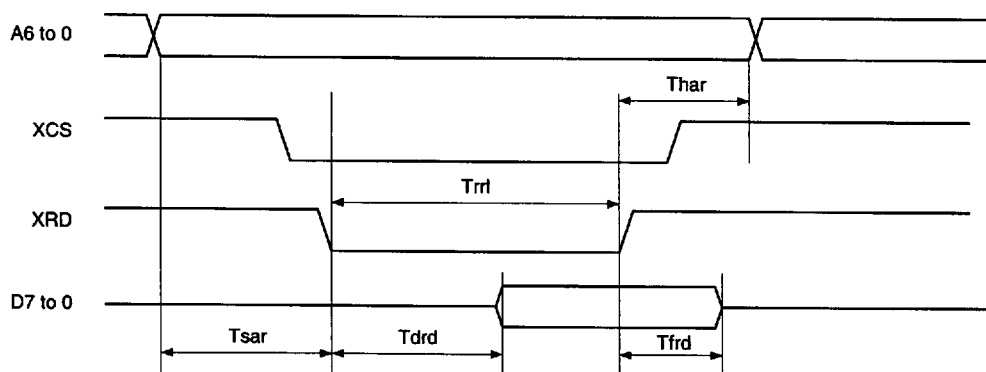 A6 to 0
Thar
XCS
Trrl
XRD
D7 to 0
Tsar
Tdrd
Tfrd